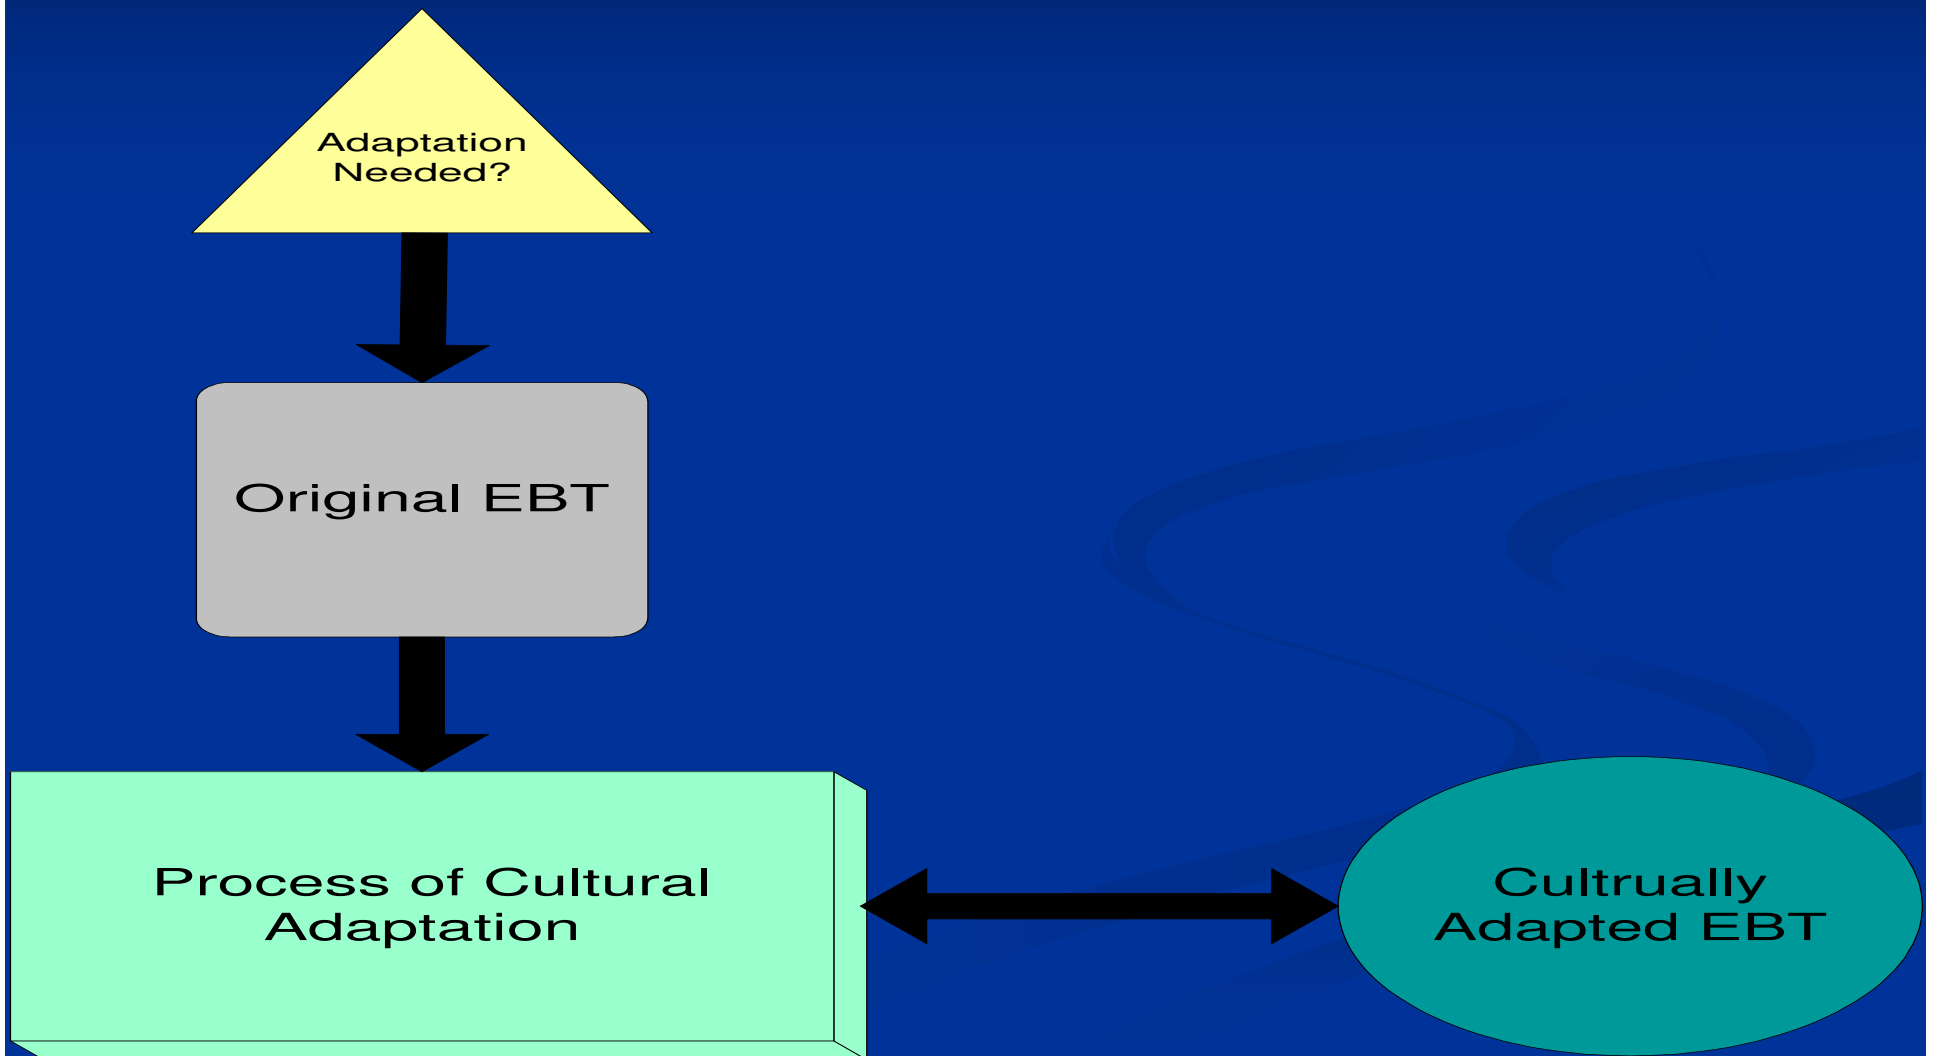 Adaptation
Needed?
Original EBT
Process of Cultural
Adaptation
Cultrually
Adapted EBT